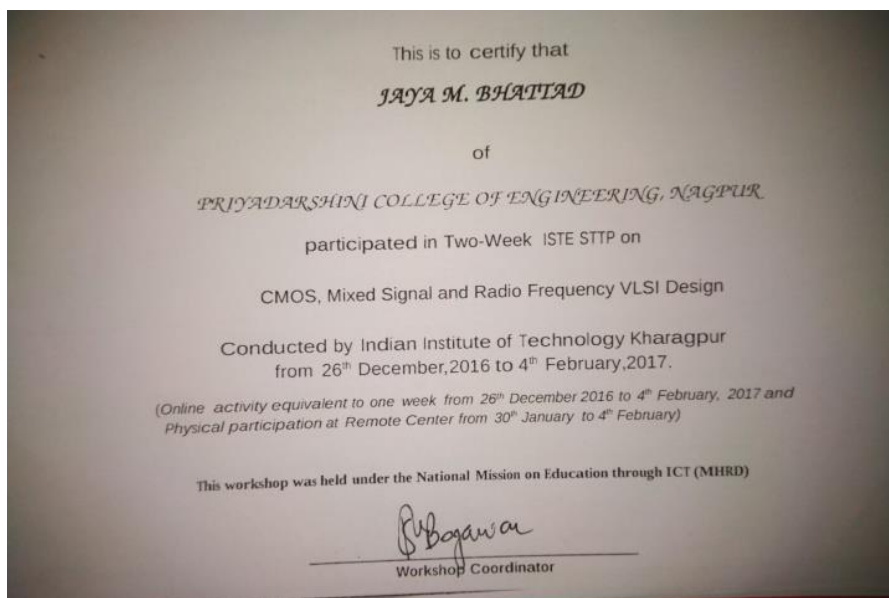 This is to certify that
JAYA M. BHATTAD
of
PRIYADARSHINI COLLEGE OF ENGINEERING, NAGPUR
participated in Two-Week ISTE STTP on
CMOS, Mixed Signal and Radio Frequency VLSI Design
Conducted by Indian Institute of Technology Kharagpur
from 26th December,2016 to 4th February,2017.
(Online activity equivalent to one week from 26th December 2016 to 4th February, 2017 and
Physical participation at Remote Center from 30th January to 4th February)
This workshop was held under the National Mission on Education through ICT (MHRD)
Workshop Coordinator